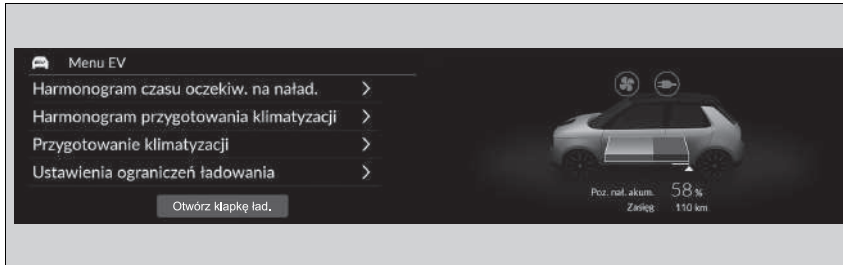 Menu EV
Harmonogram czasu oczekiw. na naład.
Harmonogram przygotowania klimatyzacji
Przygotowanie klimatyzacji
Ustawienia ograniczeń ładowania
Otwórz klapkę ład.
Poz. nał. akum. 58 %
Zasięg 110 km